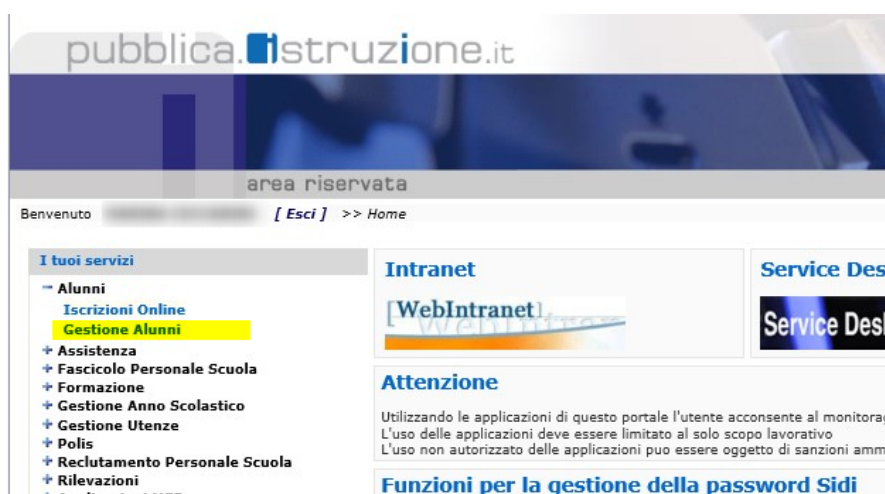 pubblica.istruzione.it
area riservata
Benvenuto [ Esci ] >> Home
I tuoi servizi
Alunni
Iscrizioni Online
Gestione Alunni
Assistenza
Fascicolo Personale Scuola
Formazione
Gestione Anno Scolastico
Gestione Utenze
Polis
Reclutamento Personale Scuola
Rilevazioni
Intranet
[WebIntranet]
Service Des
Service Desk
Attenzione
Utilizzando le applicazioni di questo portale l'utente acconsente al monitorag
L'uso delle applicazioni deve essere limitato al solo scopo lavorativo
L'uso non autorizzato delle applicazioni puo essere oggetto di sanzioni amm
Funzioni per la gestione della password Sidi